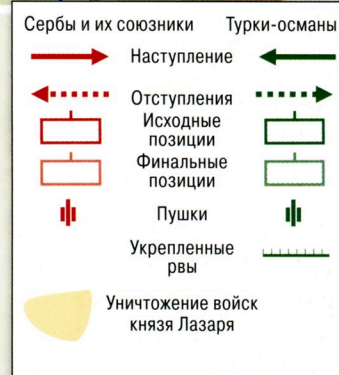 Сербы и их союзники Турки-османы
Наступление
Отступления
Исходные
позиции
Финальные
позиции
Пушки
Укрепленные
рвы
Уничтожение войск
князя Лазаря